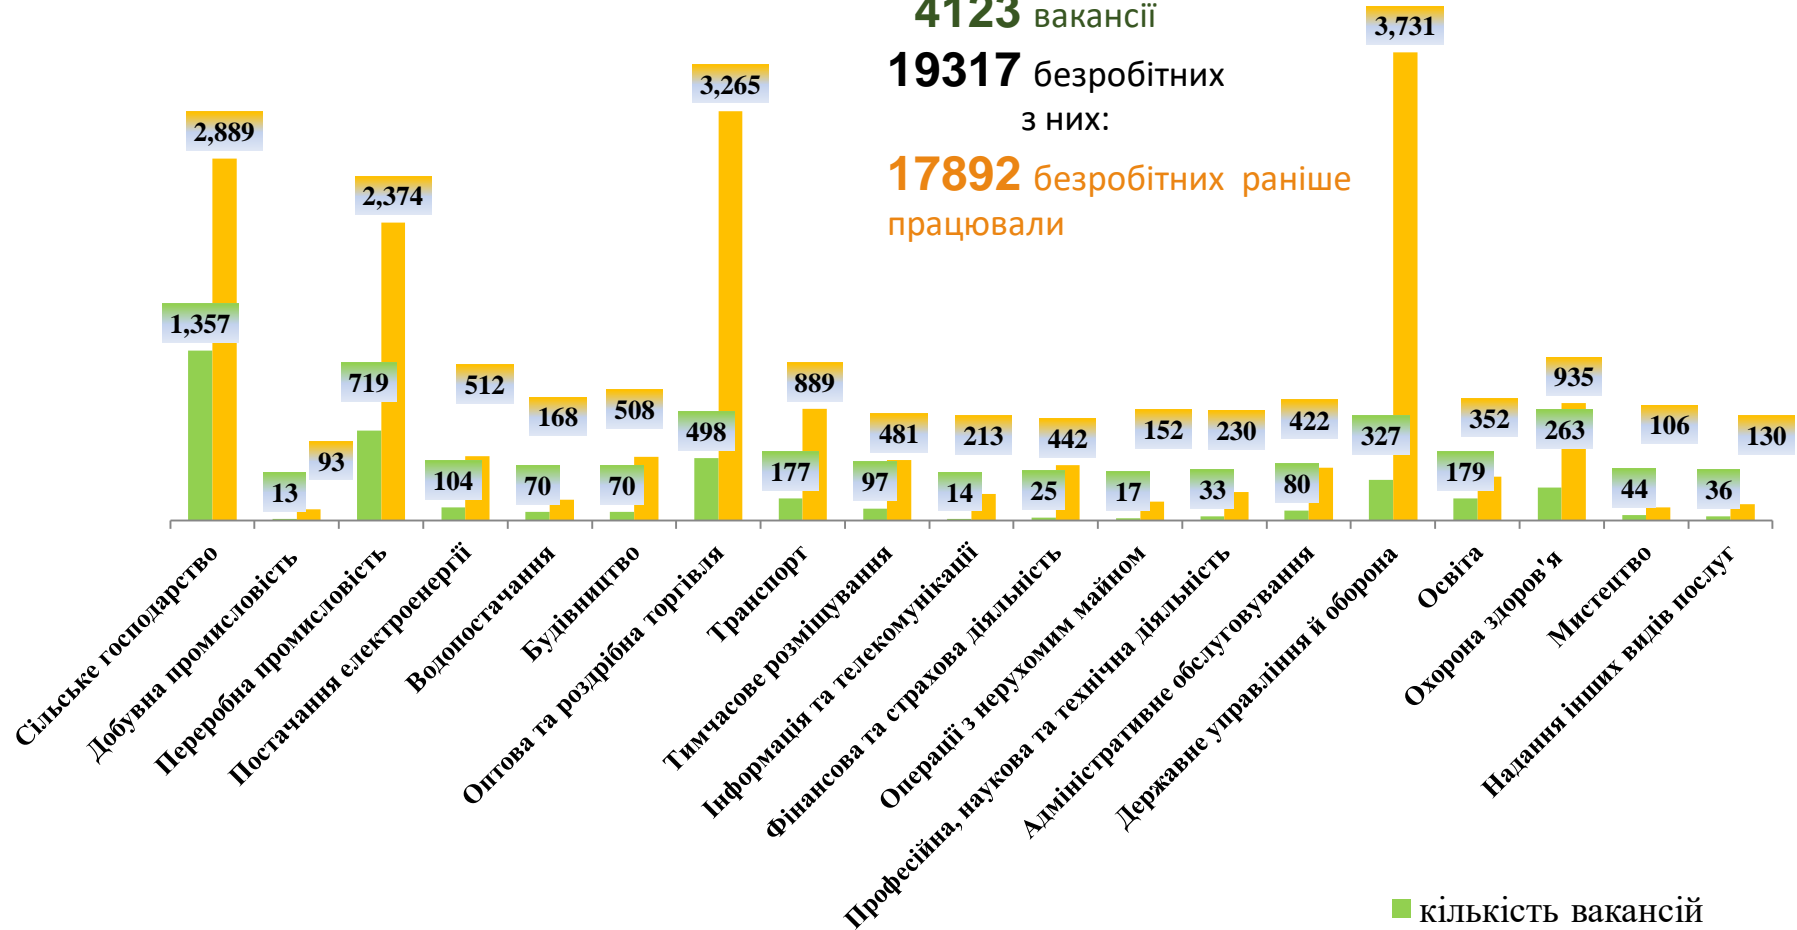 4123 вакансії
19317 безробітних
з них:
17892 безробітних раніше
працювали
3,731
3,265
2,889
2,374
1,357
719
512
168
508
498
889
481
213
442
152
230
422
327
352
935
263
106
130
93
13
104
70
70
177
97
14
25
17
33
80
179
44
36
Сільське господарство
Добувна промисловість
Переробна промисловість
Постачання електроенергії
Водопостачання
Будівництво
Оптова та роздрібна торгівля
Транспорт
Тимчасове розміщування
Інформація та телекомунікації
Фінансова та страхова діяльність
Операції з нерухомим майном
Професійна, наукова та технічна діяльність
Адміністративне обслуговування
Державне управління й оборона
Освіта
Охорона здоров'я
Мистецтво
Надання інших видів послуг
кількість вакансій